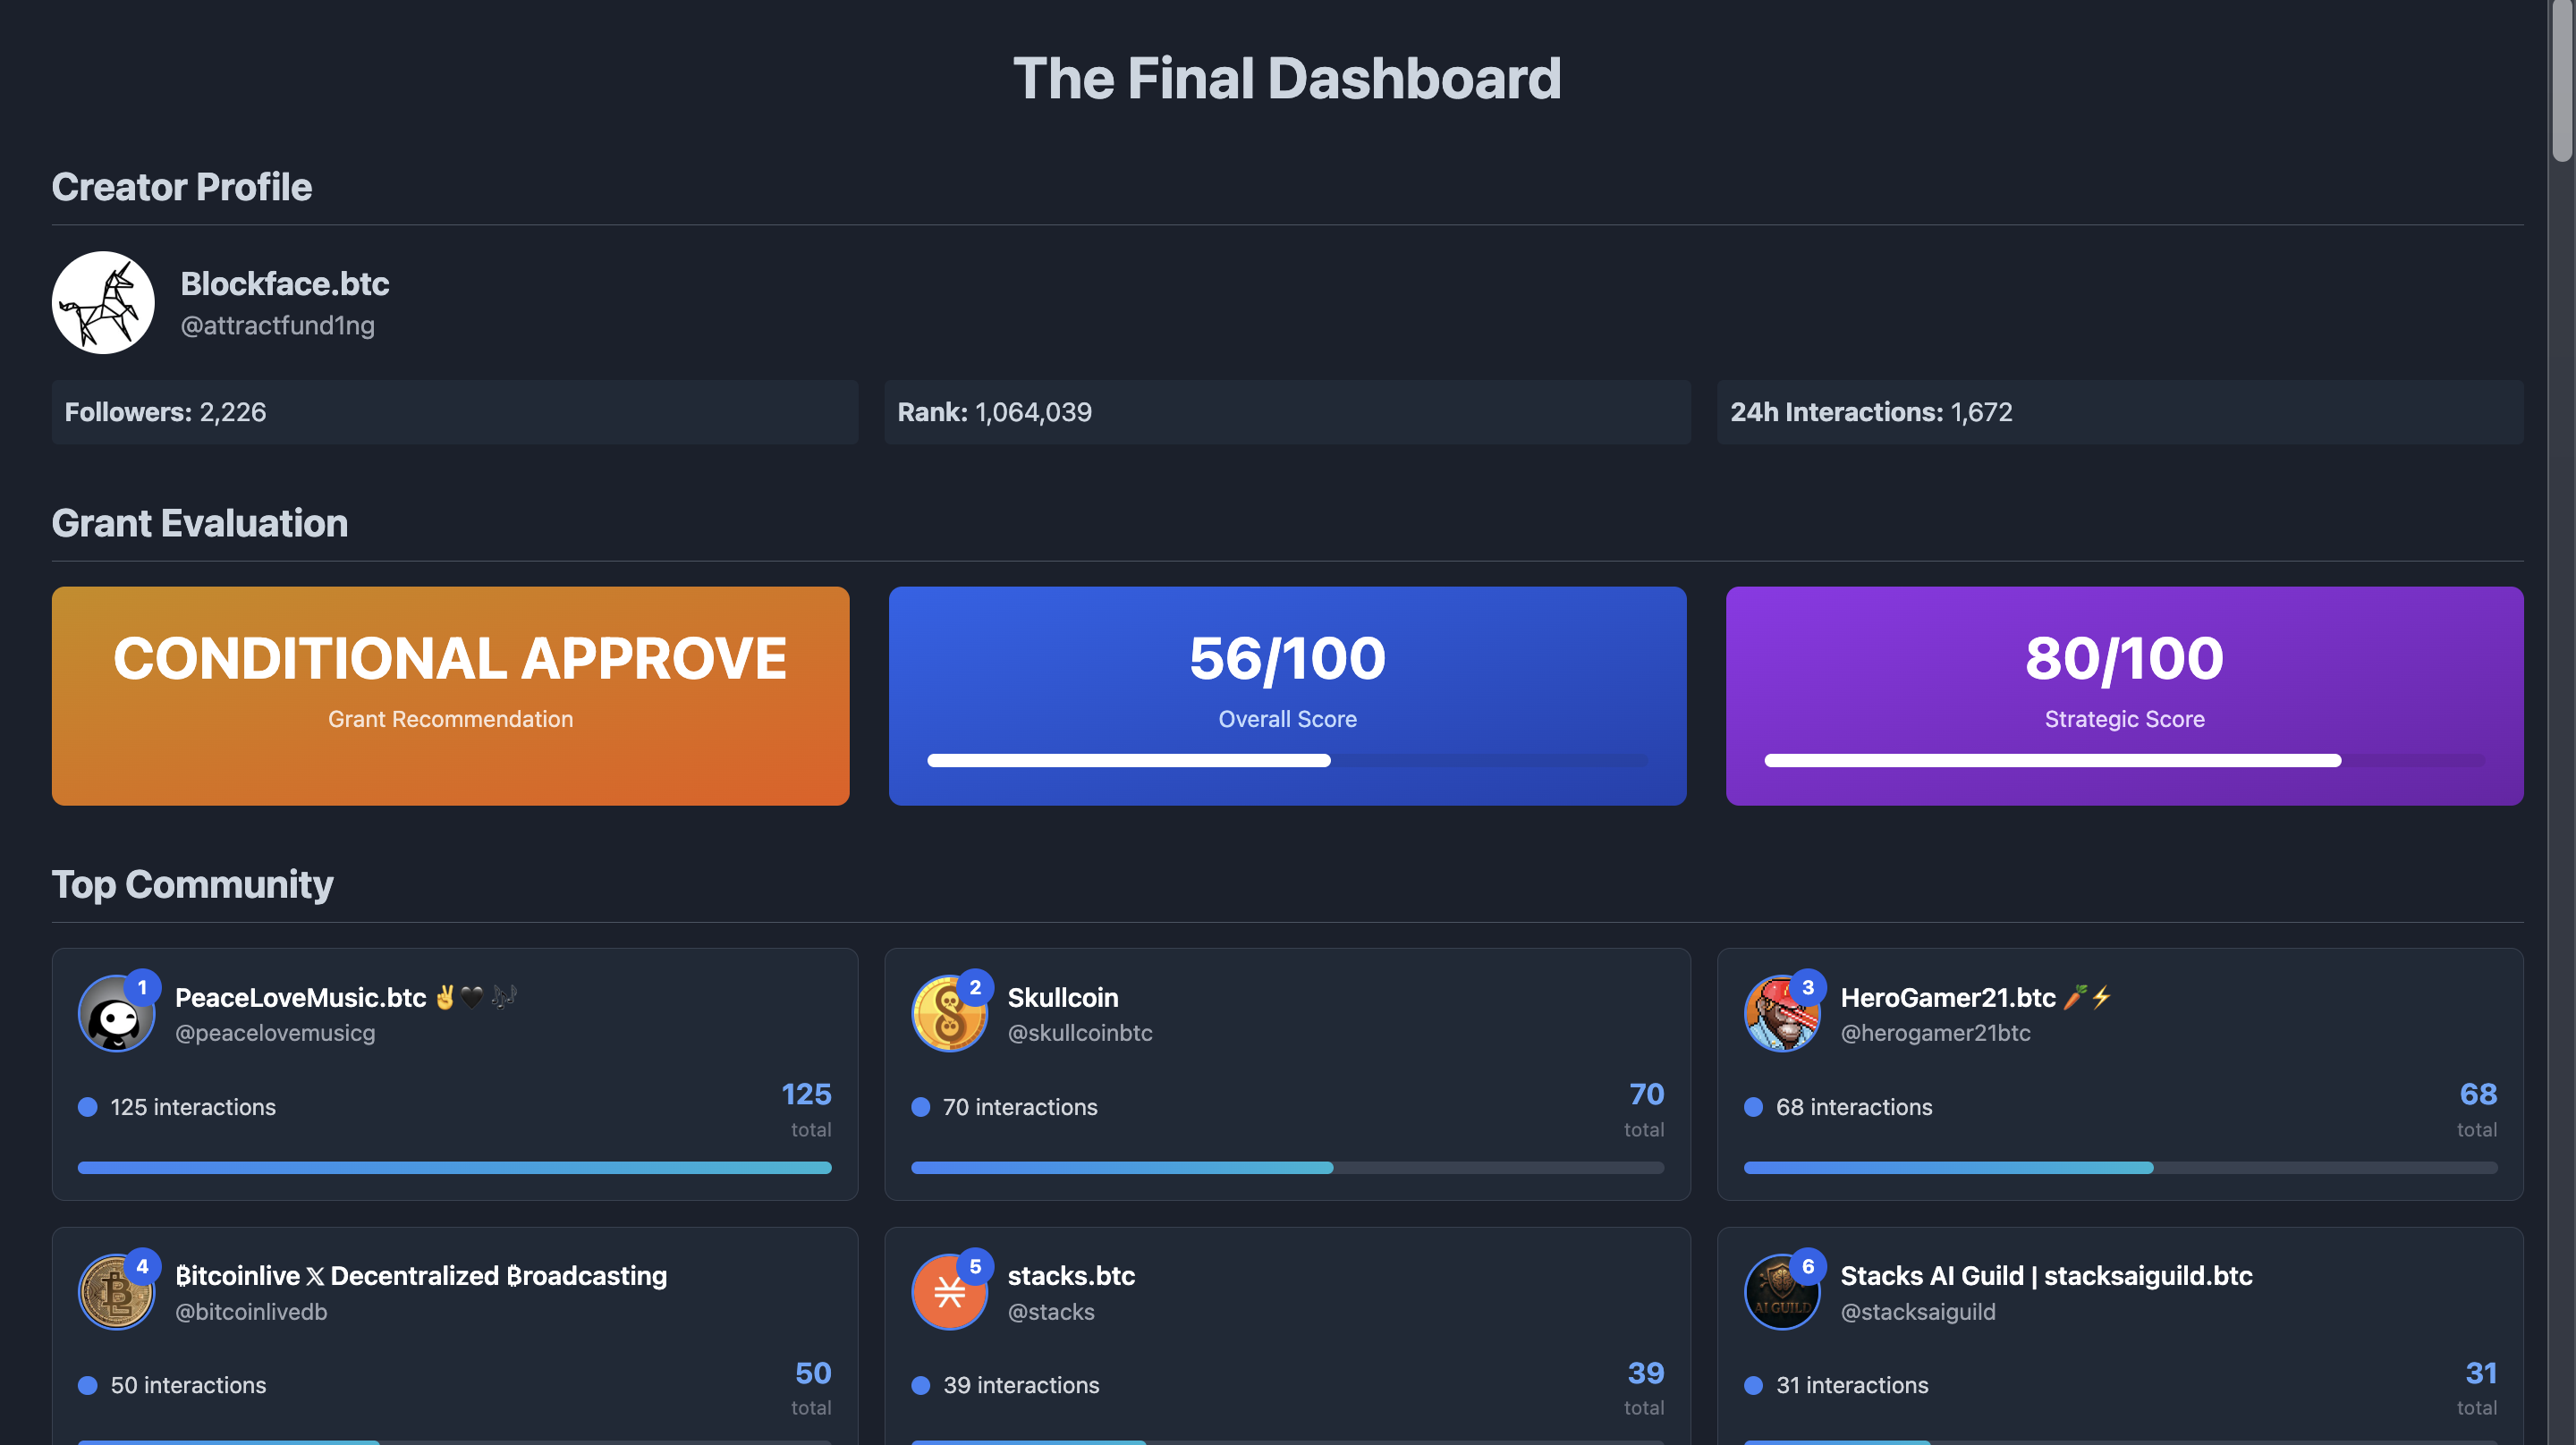 The Final Dashboard
Creator Profile
Blockface.btc
@attractfund1ng
Followers: 2,226
Rank: 1,064,039
24h Interactions: 1,672
Grant Evaluation
CONDITIONAL APPROVE
Grant Recommendation
56/100
Overall Score
80/100
Strategic Score
Top Community
1
PeaceLoveMusic.btc ✌️🖤 🎶
@peacelovemusicg
125 interactions
125
total
2
Skullcoin
@skullcoinbtc
70 interactions
70
total
3
HeroGamer21.btc 🥕⚡
@herogamer21btc
68 interactions
68
total
4
₿itcoinlive 𝕏 Decentralized ₿roadcasting
@bitcoinlivedb
50 interactions
50
total
5
stacks.btc
@stacks
39 interactions
39
total
AI GUILD
6
Stacks AI Guild | stacksaiguild.btc
@stacksaiguild
31 interactions
31
total